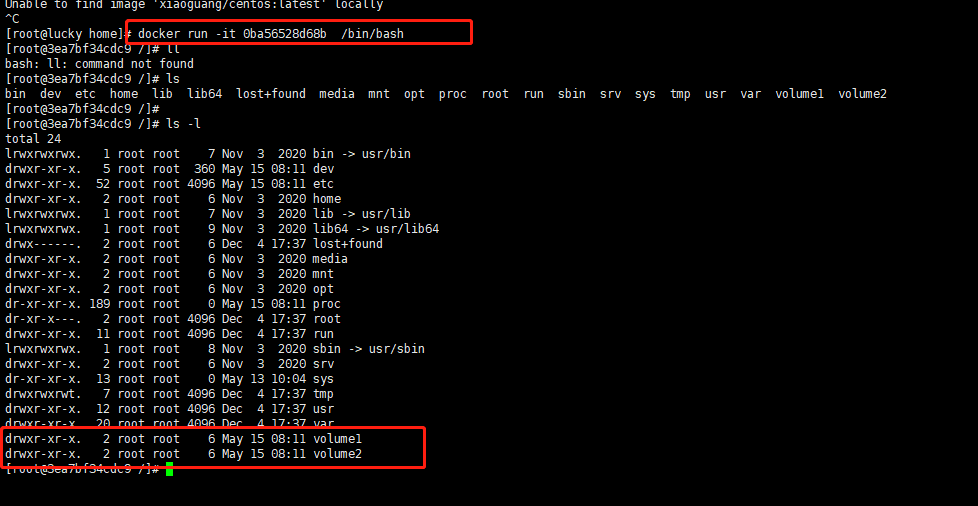 Unable to find image 'xiaoguang/centos:latest' locally
^C
[root@lucky home]# docker run -it 0ba56528d68b  /bin/bash
[root@3ea7bf34cdc9 /]# ll
bash: ll: command not found
[root@3ea7bf34cdc9 /]# ls
bin  dev  etc  home  lib  lib64  lost+found  media  mnt  opt  proc  root  run  sbin  srv  sys  tmp  usr  var  volume1  volume2
[root@3ea7bf34cdc9 /]#
[root@3ea7bf34cdc9 /]# ls -l
total 24
lrwxrwxrwx.   1 root root    7 Nov  3  2020 bin -> usr/bin
drwxr-xr-x.   5 root root  360 May 15 08:11 dev
drwxr-xr-x.  52 root root 4096 May 15 08:11 etc
drwxr-xr-x.   2 root root    6 Nov  3  2020 home
lrwxrwxrwx.   1 root root    7 Nov  3  2020 lib -> usr/lib
lrwxrwxrwx.   1 root root    9 Nov  3  2020 lib64 -> usr/lib64
drwx------.   2 root root    6 Dec  4 17:37 lost+found
drwxr-xr-x.   2 root root    6 Nov  3  2020 media
drwxr-xr-x.   2 root root    6 Nov  3  2020 mnt
drwxr-xr-x.   2 root root    6 Nov  3  2020 opt
dr-xr-xr-x. 189 root root    0 May 15 08:11 proc
dr-xr-x---.   2 root root 4096 Dec  4 17:37 root
drwxr-xr-x.  11 root root 4096 Dec  4 17:37 run
lrwxrwxrwx.   1 root root    8 Nov  3  2020 sbin -> usr/sbin
drwxr-xr-x.   2 root root    6 Nov  3  2020 srv
dr-xr-xr-x.  13 root root    0 May 13 10:04 sys
drwxrwxrwt.   7 root root 4096 Dec  4 17:37 tmp
drwxr-xr-x.  12 root root 4096 Dec  4 17:37 usr
drwxr-xr-x.  20 root root 4096 Dec  4 17:37 var
drwxr-xr-x.   2 root root    6 May 15 08:11 volume1
drwxr-xr-x.   2 root root    6 May 15 08:11 volume2
[root@3ea7bf34cdc9 /]#